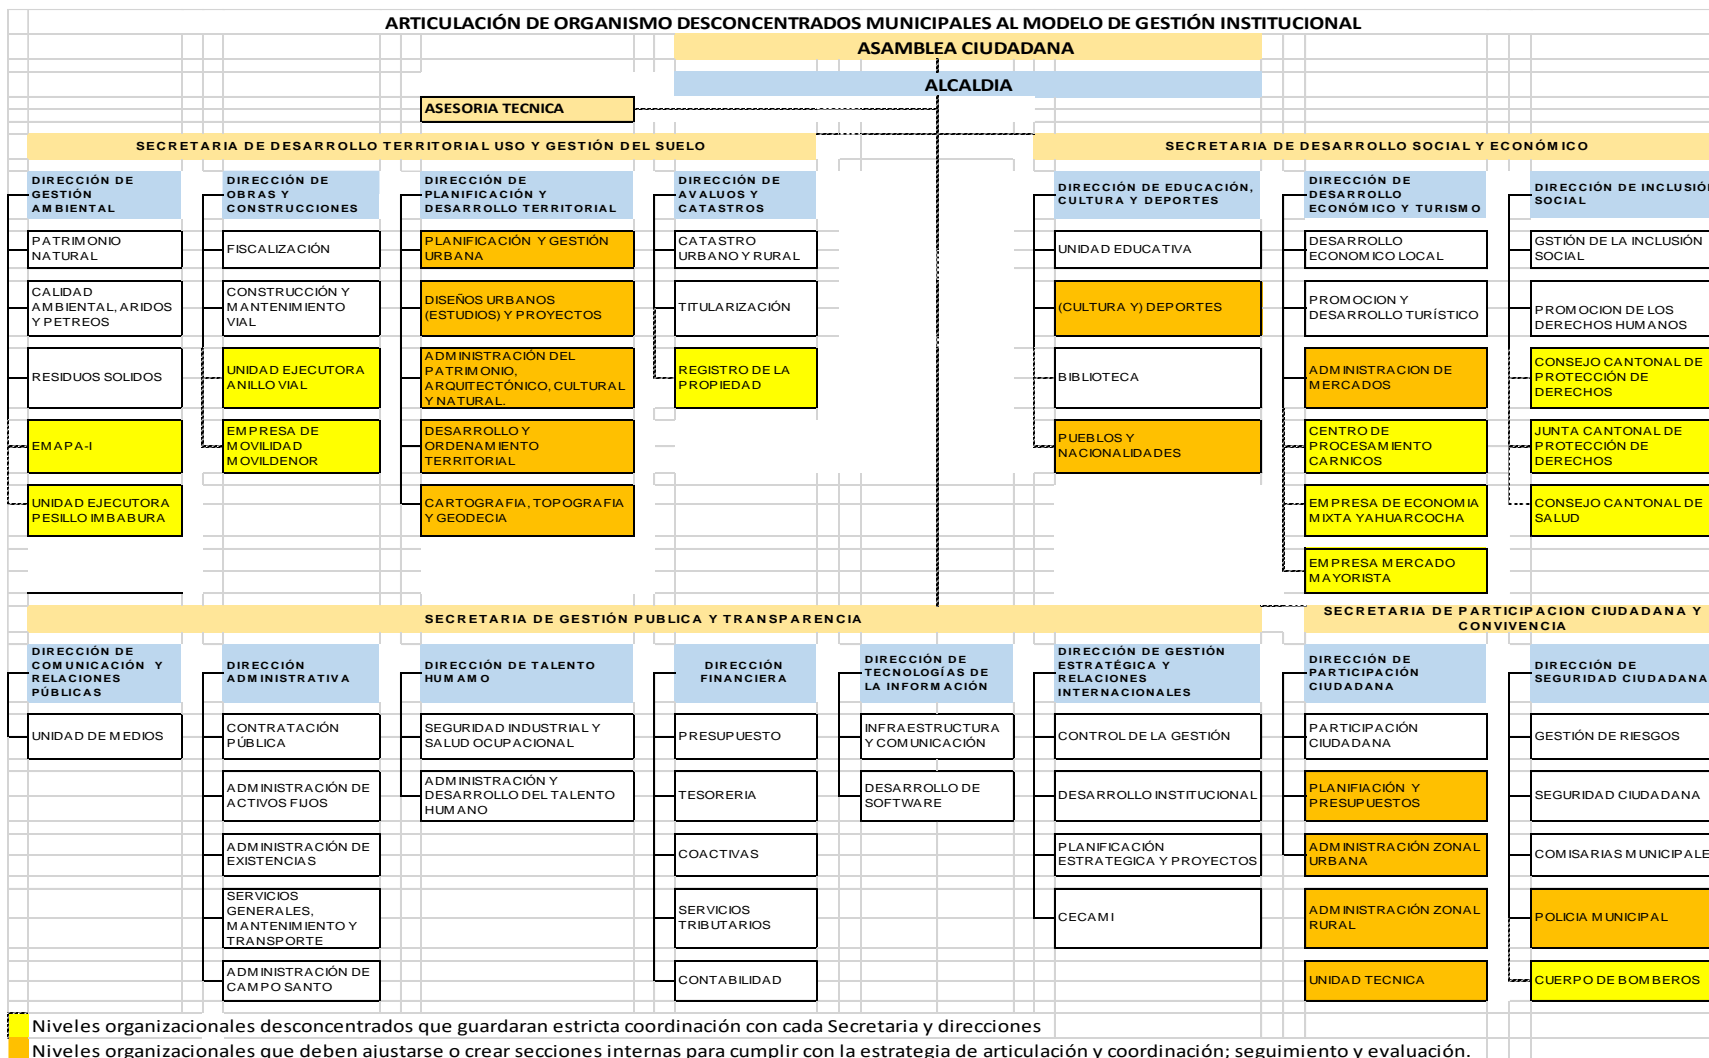 ARTICULACIÓN DE ORGANISMO DESCONCENTRADOS MUNICIPALES AL MODELO DE GESTIÓN INSTITUCIONAL
ASAMBLEA CIUDADANA
ALCALDIA
ASESORIA TECNICA
SECRETARIA DE DESARROLLO TERRITORIAL USO Y GESTIÓN DEL SUELO
DIRECCIÓN DE
GESTIÓN
AMBIENTAL
PATRIMONIO
NATURAL
CALIDAD
AMBIENTAL, ARIDOS
Y PETREOS
RESIDUOS SOLIDOS
EMAPA-I
UNIDAD EJECUTORA
PESILLO IMBABURA
DIRECCIÓN DE
OBRAS Y
CONSTRUCCIONES
FISCALIZACIÓN
CONSTRUCCIÓN Y
MANTENIMIENTO
VIAL
UNIDAD EJECUTORA
ANILLO VIAL
EMPRESA DE
MOVILIDAD
MOVILDENOR
DIRECCIÓN DE
PLANIFICACIÓN Y
DESARROLLO TERRITORIAL
PLANIFICACIÓN Y GESTIÓN
URBANA
DISEÑOS URBANOS
(ESTUDIOS) Y PROYECTOS
ADMINISTRACIÓN DEL
PATRIMONIO,
ARQUITECTÓNICO, CULTURAL
Y NATURAL.
DESARROLLO Y
ORDENAMIENTO
TERRITORIAL
CARTOGRAFIA, TOPOGRAFIA
Y GEODECIA
DIRECCIÓN DE
AVALUOS Y
CATASTROS
CATASTRO
URBANO Y RURAL
TITULARIZACIÓN
REGISTRO DE LA
PROPIEDAD
SECRETARIA DE DESARROLLO SOCIAL Y ECONÓMICO
DIRECCIÓN DE EDUCACIÓN,
CULTURA Y DEPORTES
UNIDAD EDUCATIVA
(CULTURA Y) DEPORTES
BIBLIOTECA
PUEBLOS Y
NACIONALIDADES
DIRECCIÓN DE
DESARROLLO
ECONÓMICO Y TURISMO
DESARROLLO
ECONOMICO LOCAL
PROMOCION Y
DESARROLLO TURÍSTICO
ADMINISTRACION DE
MERCADOS
CENTRO DE
PROCESAMIENTO
CARNICOS
EMPRESA DE ECONOMIA
MIXTA YAHUARCOCHA
EMPRESA MERCADO
MAYORISTA
DIRECCIÓN DE INCLUSIÓN
SOCIAL
GSTIÓN DE LA INCLUSIÓN
SOCIAL
PROMOCION DE LOS
DERECHOS HUMANOS
CONSEJO CANTONAL DE
PROTECCIÓN DE
DERECHOS
JUNTA CANTONAL DE
PROTECCIÓN DE
DERECHOS
CONSEJO CANTONAL DE
SALUD
SECRETARIA DE GESTIÓN PUBLICA Y TRANSPARENCIA
DIRECCIÓN DE
COMUNICACIÓN Y
RELACIONES
PÚBLICAS
UNIDAD DE MEDIOS
DIRECCIÓN
ADMINISTRATIVA
CONTRATACIÓN
PÚBLICA
ADMINISTRACIÓN DE
ACTIVOS FIJOS
ADMINISTRACIÓN DE
EXISTENCIAS
SERVICIOS
GENERALES,
MANTENIMIENTO Y
TRANSPORTE
ADMINISTRACIÓN DE
CAMPO SANTO
DIRECCIÓN DE TALENTO
HUMAMO
SEGURIDAD INDUSTRIAL Y
SALUD OCUPACIONAL
ADMINISTRACIÓN Y
DESARROLLO DEL TALENTO
HUMANO
DIRECCIÓN
FINANCIERA
PRESUPUESTO
TESORERIA
COACTIVAS
SERVICIOS
TRIBUTARIOS
CONTABILIDAD
DIRECCIÓN DE
TECNOLOGÍAS DE
LA INFORMACIÓN
INFRAESTRUCTURA
Y COMUNICACIÓN
DESARROLLO DE
SOFTWARE
DIRECCIÓN DE GESTIÓN
ESTRATÉGICA Y
RELACIONES
INTERNACIONALES
CONTROL DE LA GESTIÓN
DESARROLLO INSTITUCIONAL
PLANIFICACIÓN
ESTRATEGICA Y PROYECTOS
CECAMI
SECRETARIA DE PARTICIPACION CIUDADANA Y
CONVIVENCIA
DIRECCIÓN DE
PARTICIPACIÓN
CIUDADANA
PARTICIPACIÓN
CIUDADANA
PLANIFIACIÓN Y
PRESUPUESTOS
ADMINISTRACIÓN ZONAL
URBANA
ADMINISTRACIÓN ZONAL
RURAL
UNIDAD TECNICA
DIRECCIÓN DE
SEGURIDAD CIUDADANA
GESTIÓN DE RIESGOS
SEGURIDAD CIUDADANA
COMISARIAS MUNICIPALE
POLICIA MUNICIPAL
CUERPO DE BOMBEROS
Niveles organizacionales desconcentrados que guardaran estricta coordinación con cada Secretaria y direcciones
Niveles organizacionales que deben ajustarse o crear secciones internas para cumplir con la estrategia de articulación y coordinación; seguimiento y evaluación.